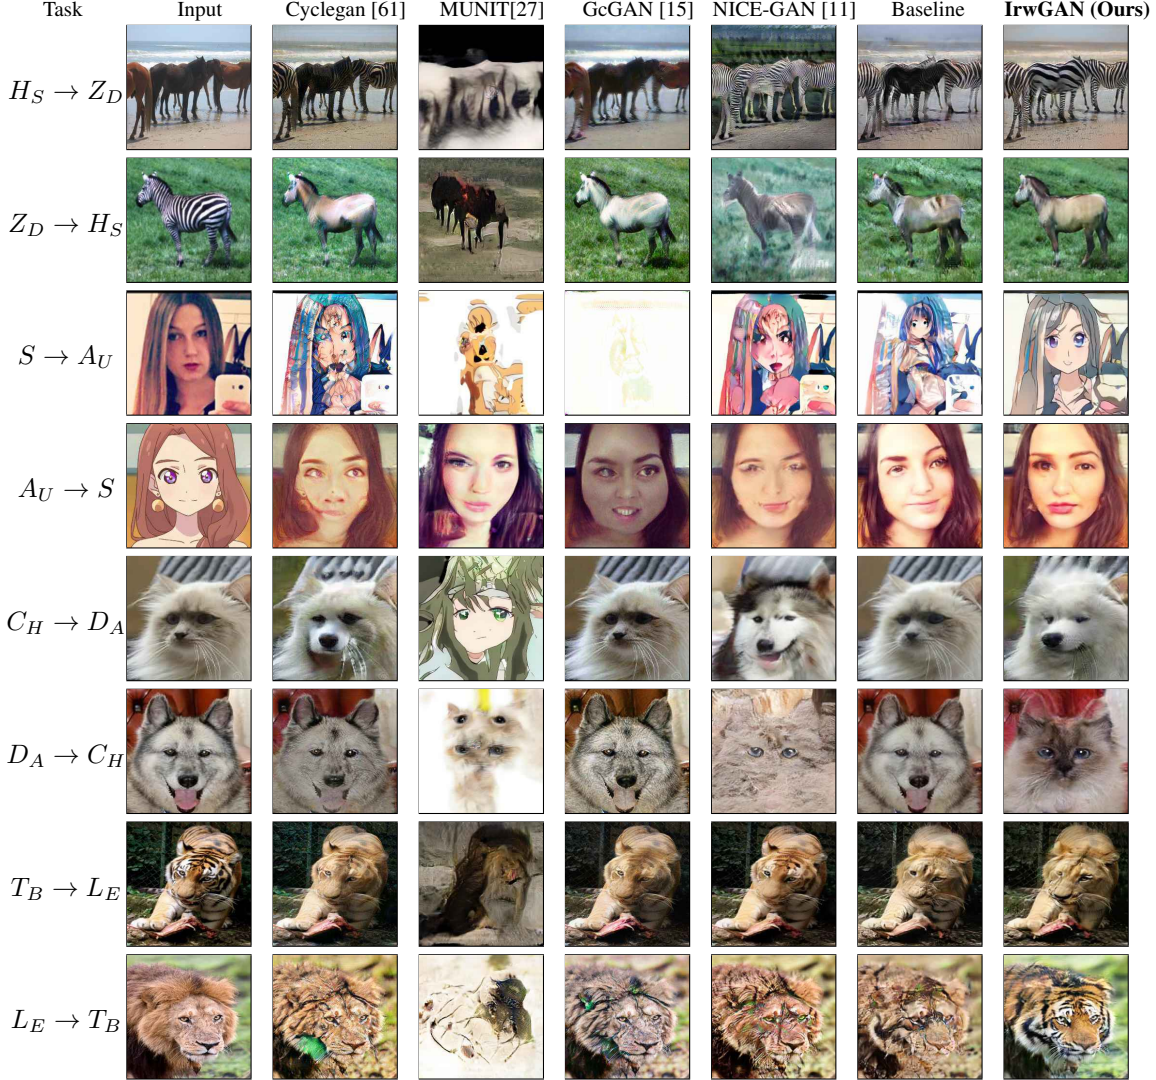 Task Input Cyclegan [61] MUNIT[27] GcGAN [15] NICE-GAN [11] Baseline IrwGAN (Ours)
H_S → Z_D
Z_D → H_S
S → A_U
A_U → S
C_H → D_A
D_A → C_H
T_B → L_E
L_E → T_B